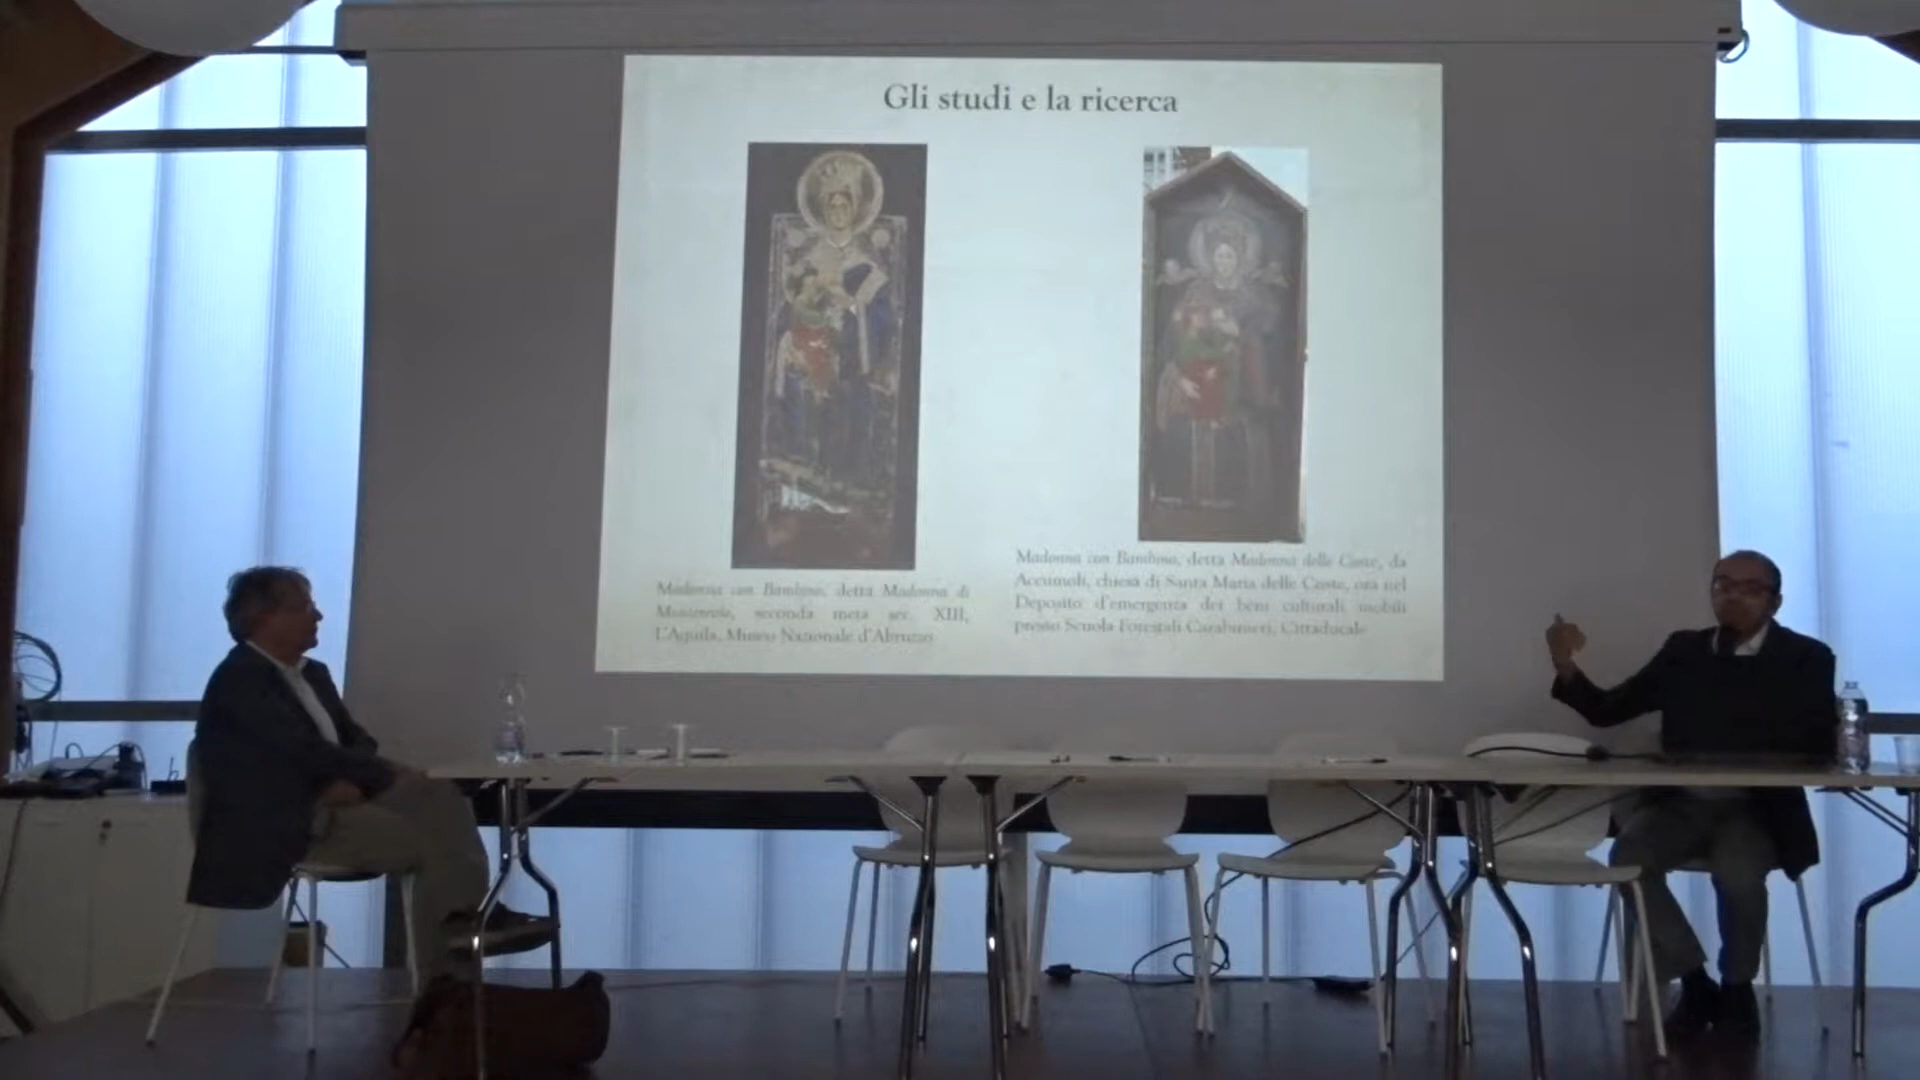 Gli studi e la ricerca
Madonna con Bambino, detta Madonna di
seconda metà sec. XIII,
L'Aquila, Museo Nazionale d'Abruzzo
Madonna con Bambino, detta Madonna delle Coste, da
Accumoli, chiesa di Santa Maria delle Coste, ora nel
Deposito d'emergenza dei beni culturali mobili
presso Scuola Forestali Carabinieri, Cittaducale